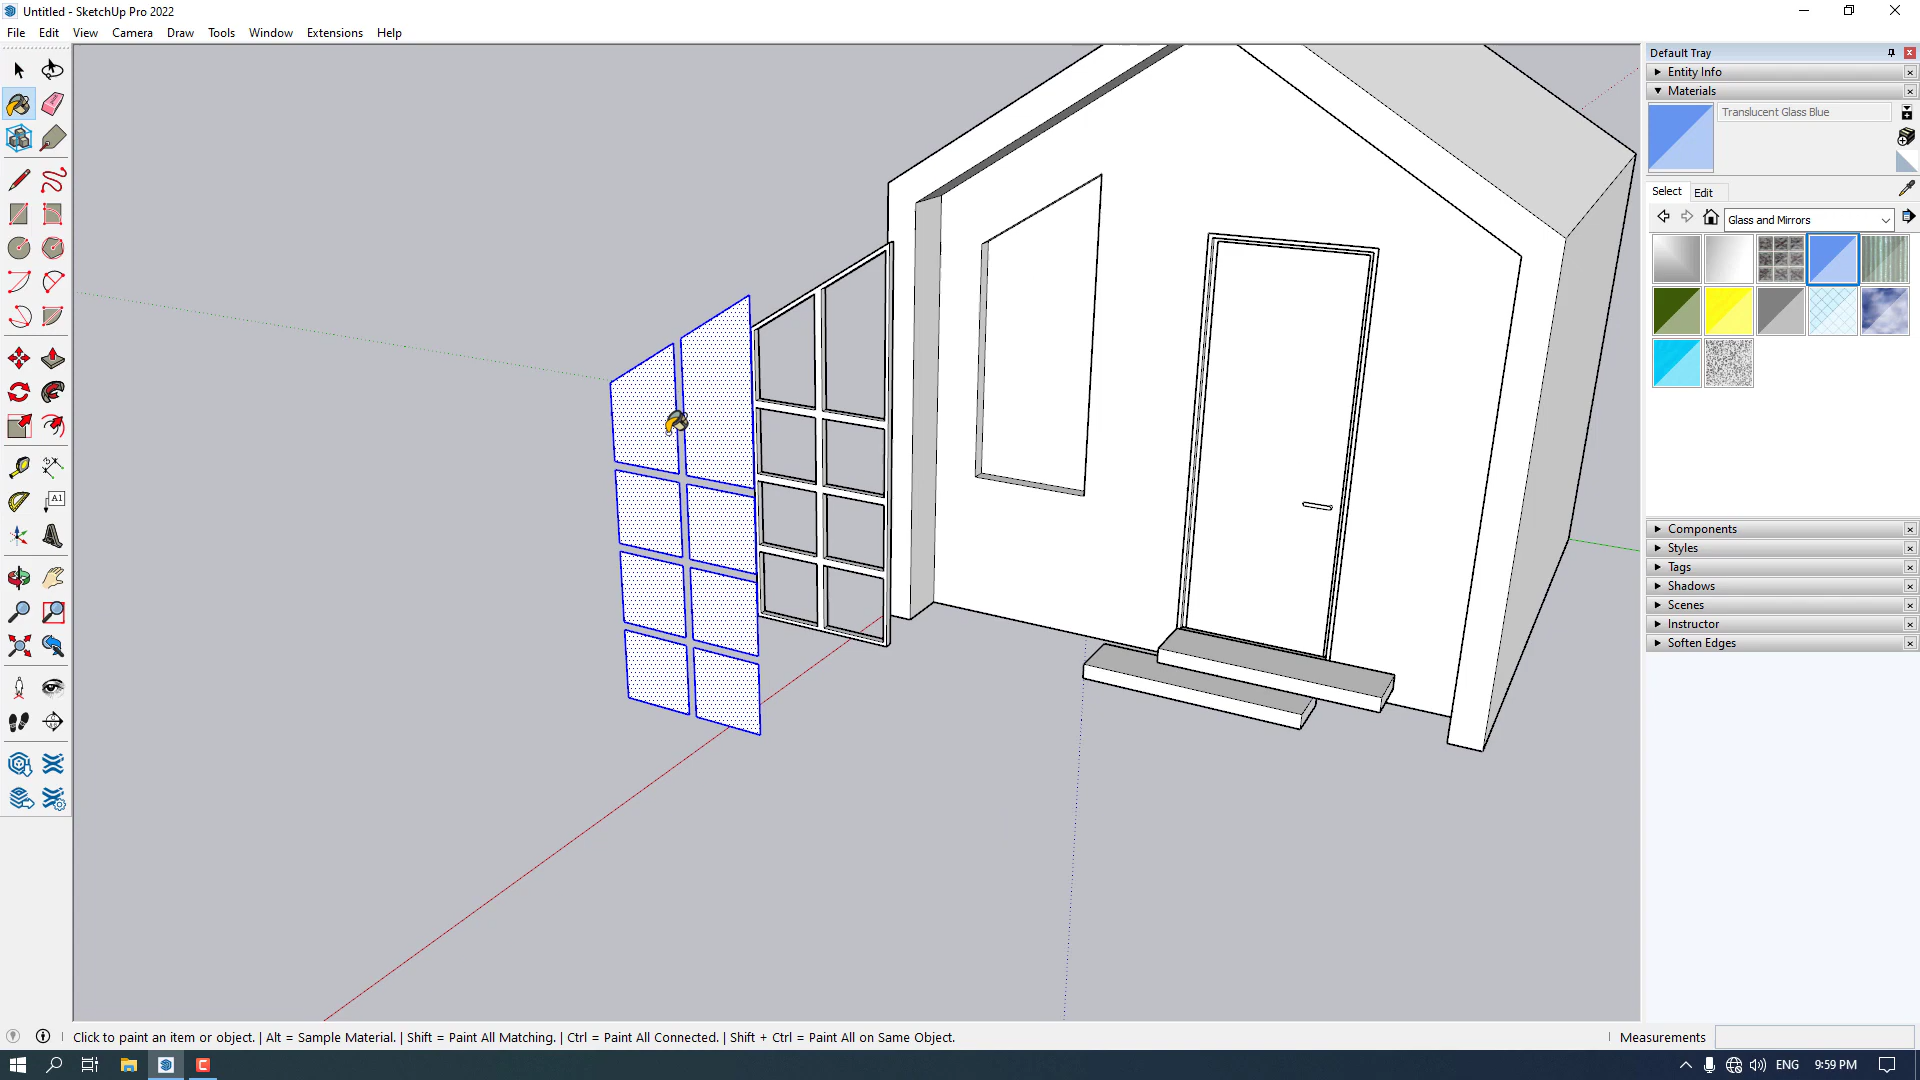 Untitled - SketchUp Pro 2022
File Edit View Camera Draw Tools Window Extensions Help
Default Tray
Entity Info
Materials
Translucent Glass Blue
Select Edit
Glass and Mirrors
A1
Components
Styles
Tags
Shadows
Scenes
Instructor
Soften Edges
Click to paint an item or object. | Alt = Sample Material. | Shift = Paint All Matching. | Ctrl = Paint All Connected. | Shift + Ctrl = Paint All on Same Object.
Measurements
ENG 9:59 PM